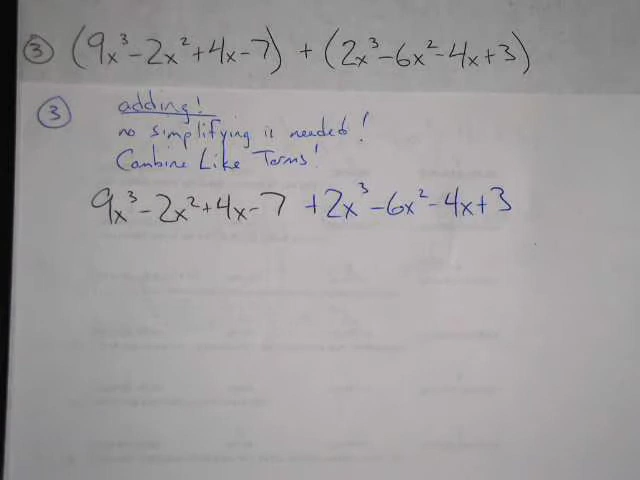 ③ (9x³ - 2x² + 4x - 7) + (2x³ - 6x² - 4x + 3)
③ adding!
no simplifying is needed!
Combine Like Terms!
9x³ - 2x² + 4x - 7 + 2x³ - 6x² - 4x + 3